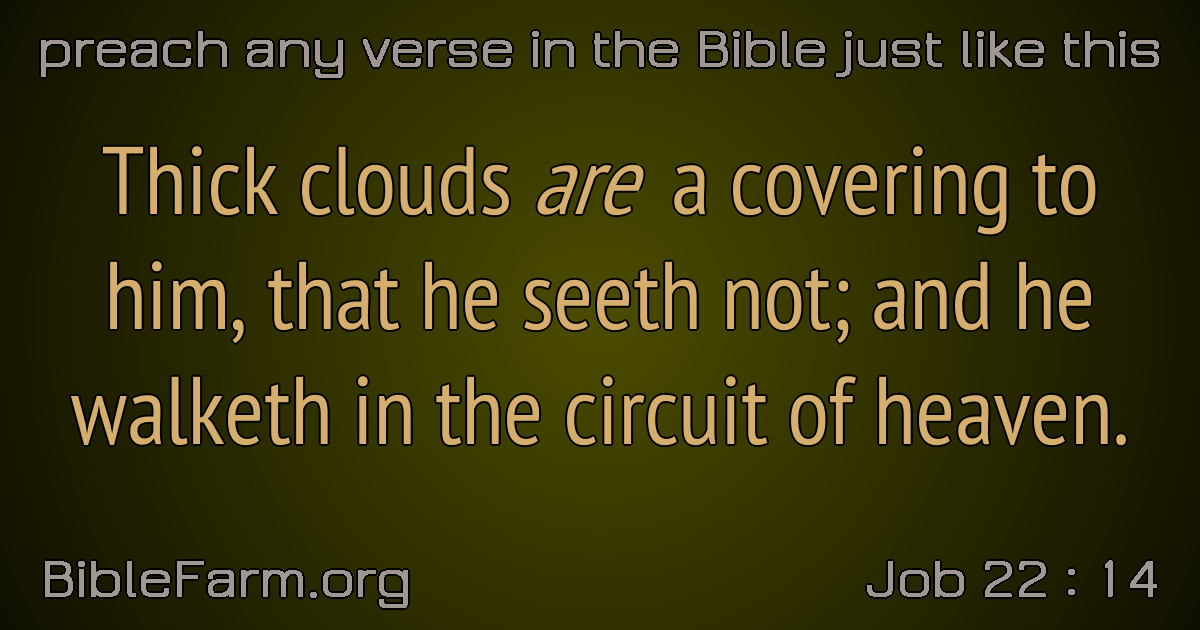 preach any verse in the Bible just like this
Thick clouds are a covering to
him, that he seeth not; and he
walketh in the circuit of heaven.
BibleFarm.org
Job 22 : 14